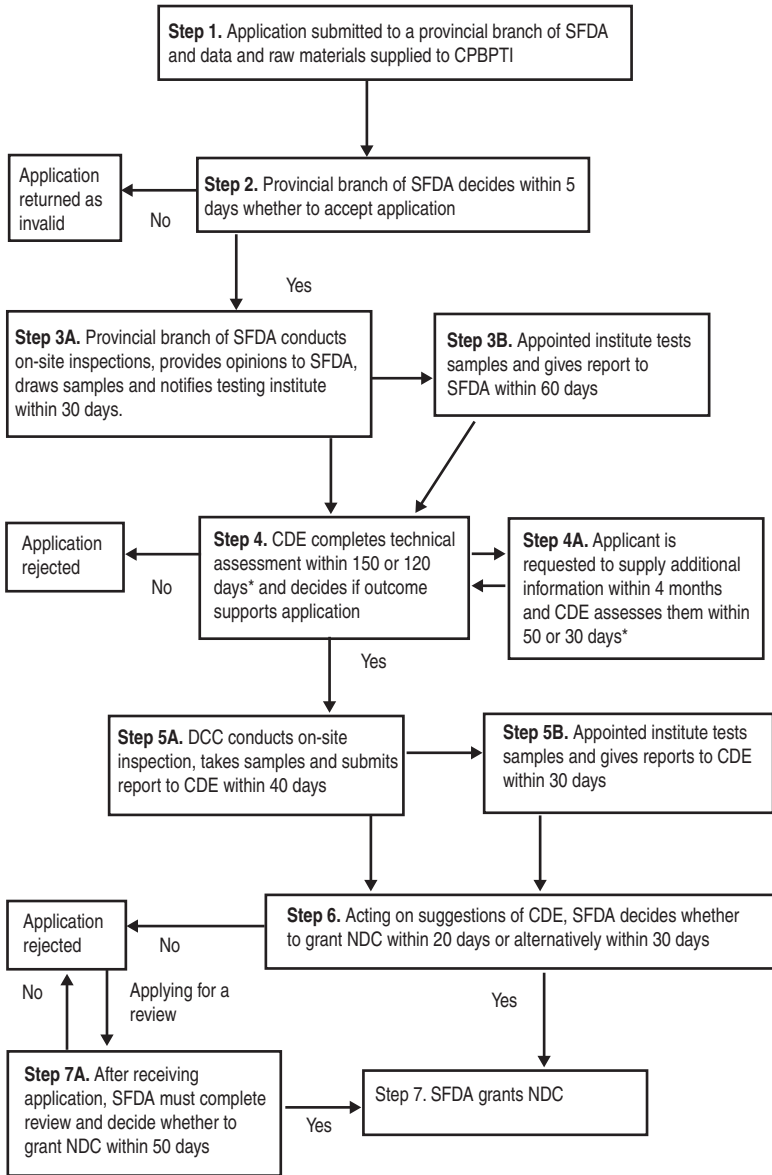 Step 1. Application submitted to a provincial branch of SFDA
and data and raw materials supplied to CPBPTI
Application
returned as
invalid
No
Step 2. Provincial branch of SFDA decides within 5
days whether to accept application
Yes
Step 3A. Provincial branch of SFDA conducts
on-site inspections, provides opinions to SFDA,
draws samples and notifies testing institute
within 30 days.
Step 3B. Appointed institute tests
samples and gives report to
SFDA within 60 days
Application
rejected
No
Step 4. CDE completes technical
assessment within 150 or 120
days* and decides if outcome
supports application
Step 4A. Applicant is
requested to supply additional
information within 4 months
and CDE assesses them within
50 or 30 days*
Yes
Step 5A. DCC conducts on-site
inspection, takes samples and submits
report to CDE within 40 days
Step 5B. Appointed institute tests
samples and gives reports to CDE
within 30 days
Application
rejected
No
Step 6. Acting on suggestions of CDE, SFDA decides whether
to grant NDC within 20 days or alternatively within 30 days
No
Applying for a
review
Yes
Step 7A. After receiving
application, SFDA must complete
review and decide whether to
grant NDC within 50 days
Yes
Step 7. SFDA grants NDC